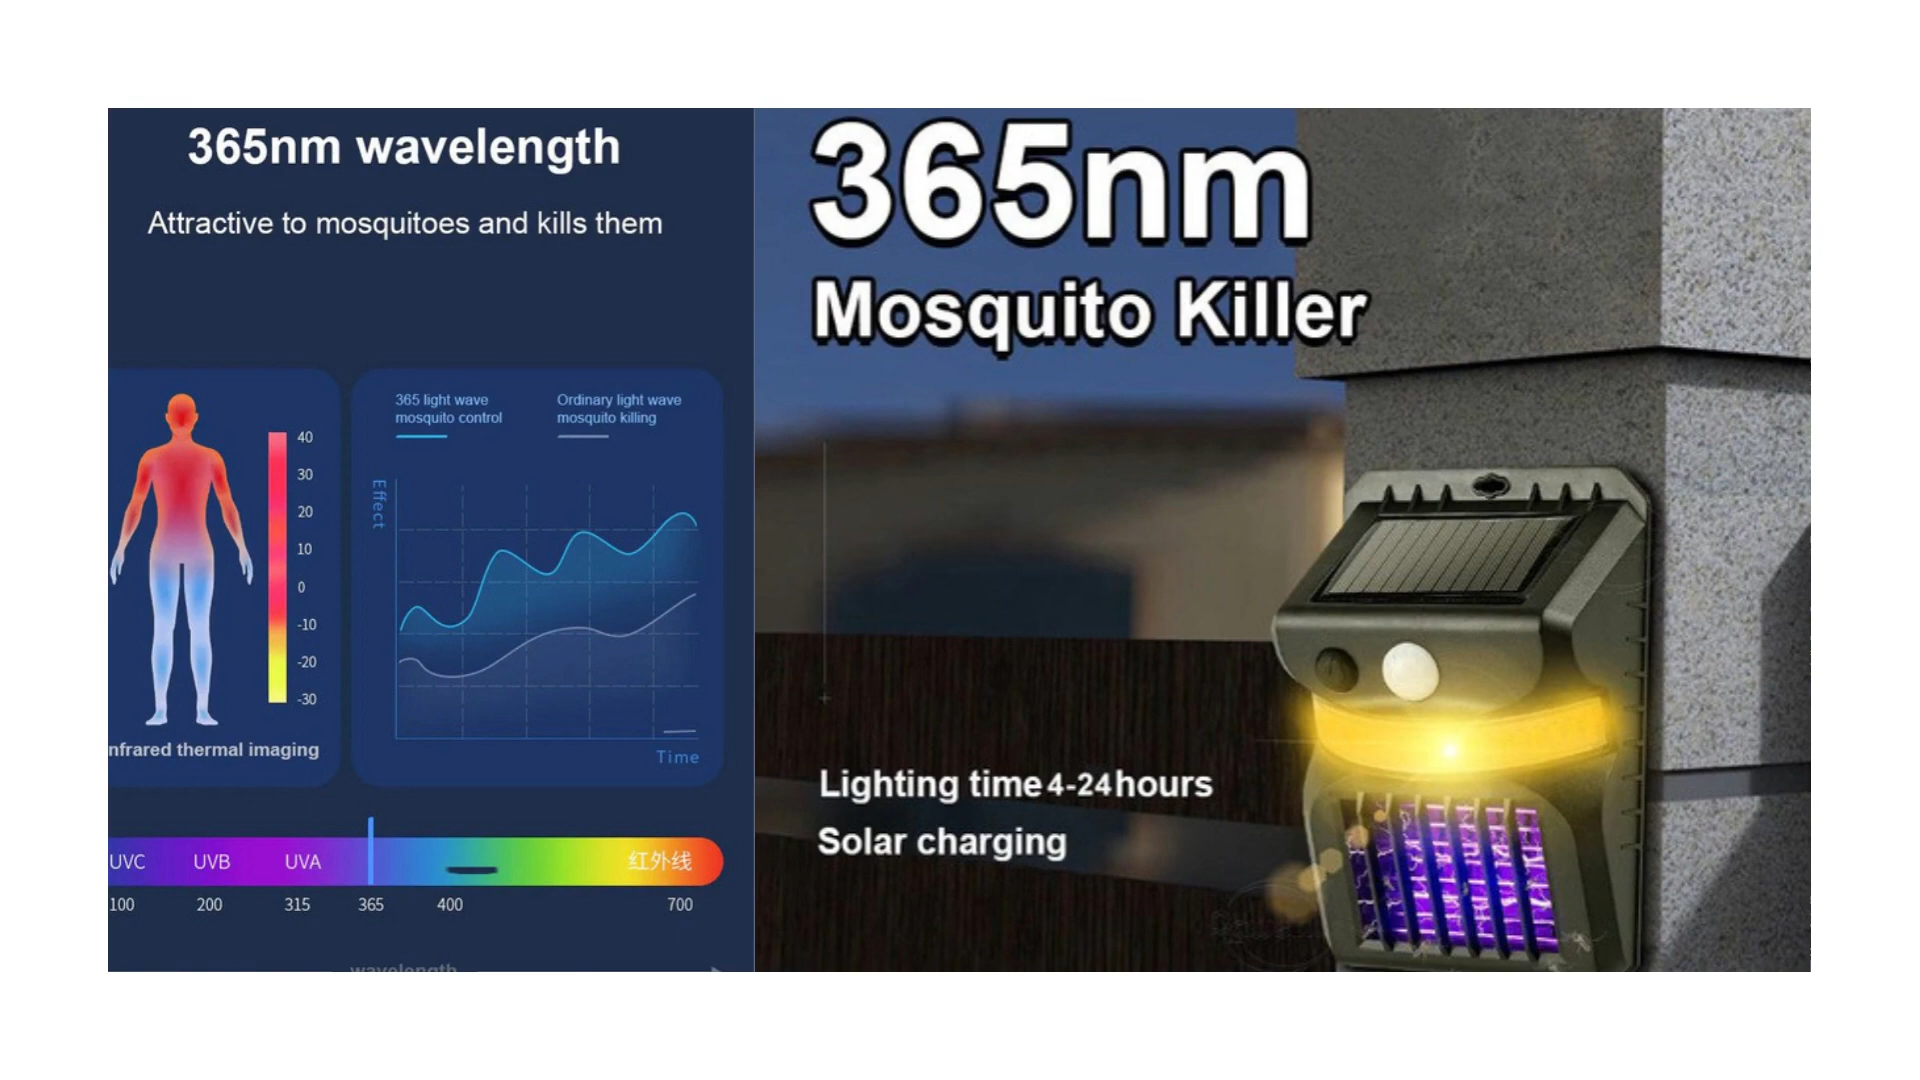 365nm wavelength
Attractive to mosquitoes and kills them
40
30
20
10
0
-10
-20
-30
nfrared thermal imaging
365 light wave
mosquito control
Ordinary light wave
mosquito killing
Effect
Time
UVC UVB UVA 红外线
100 200 315 365 400 700
wavelength
365nm
Mosquito Killer
Lighting time 4-24hours
Solar charging